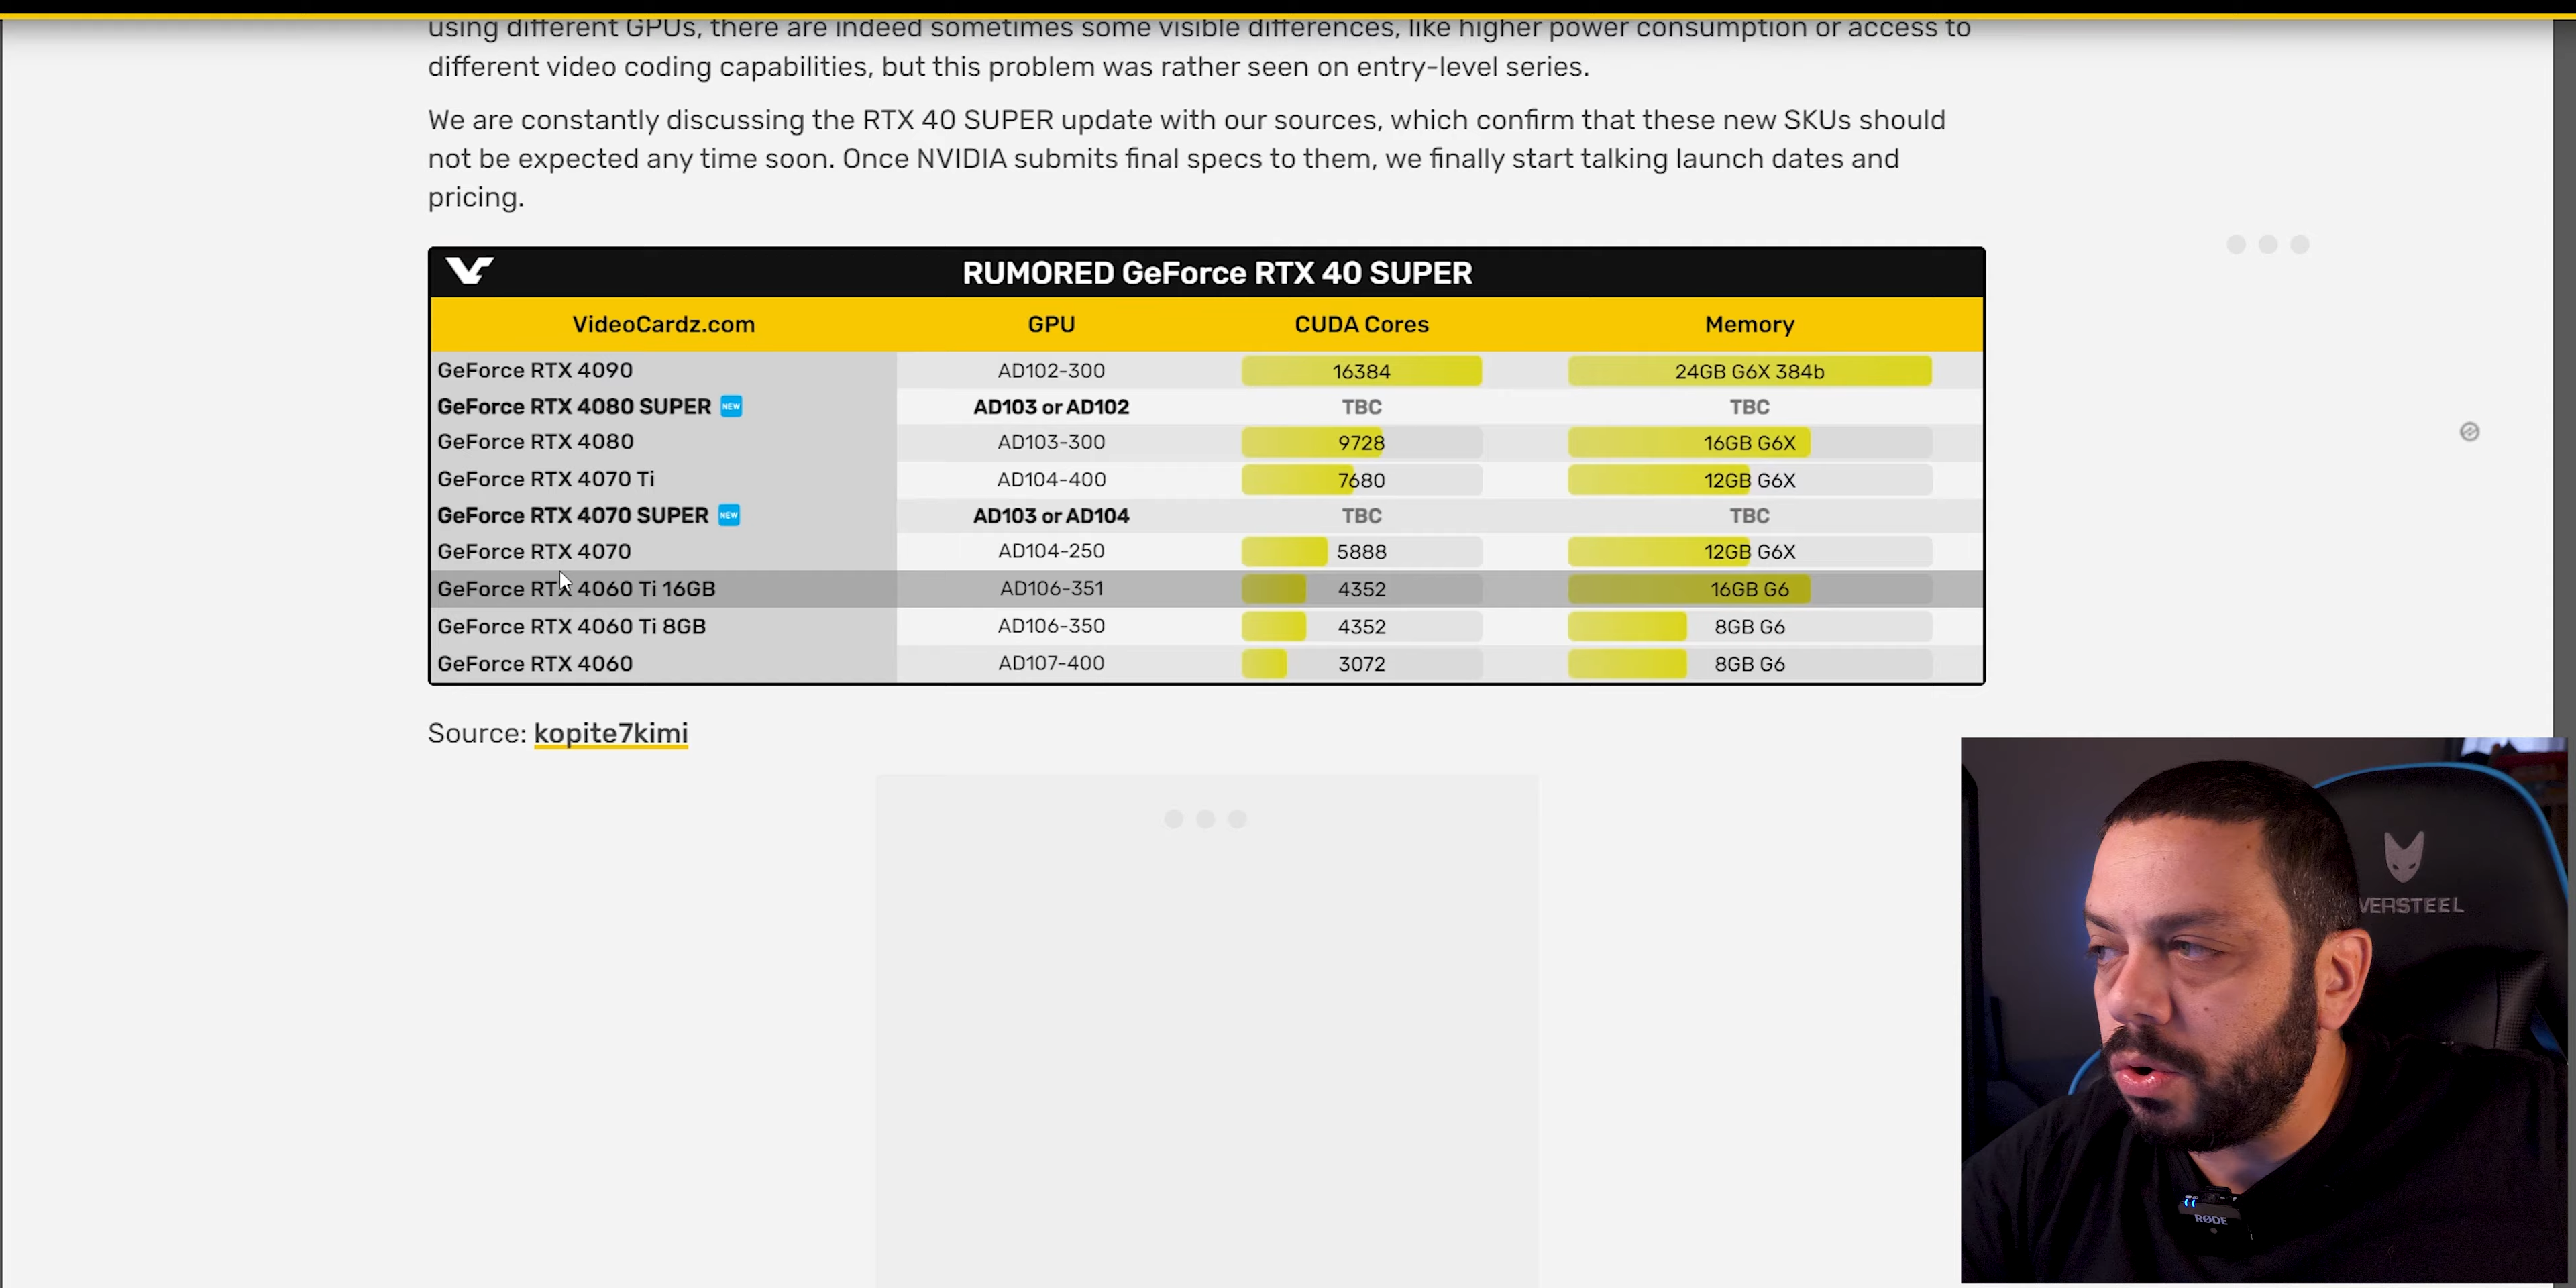 using different GPUs, there are indeed sometimes some visible differences, like higher power consumption or access to
different video coding capabilities, but this problem was rather seen on entry-level series.
We are constantly discussing the RTX 40 SUPER update with our sources, which confirm that these new SKUs should
not be expected any time soon. Once NVIDIA submits final specs to them, we finally start talking launch dates and
pricing.
RUMORED GeForce RTX 40 SUPER
VideoCardz.com GPU CUDA Cores Memory
GeForce RTX 4090 AD102-300 16384 24GB G6X 384b
GeForce RTX 4080 SUPER NEW AD103 or AD102 TBC TBC
GeForce RTX 4080 AD103-300 9728 16GB G6X
GeForce RTX 4070 Ti AD104-400 7680 12GB G6X
GeForce RTX 4070 SUPER NEW AD103 or AD104 TBC TBC
GeForce RTX 4070 AD104-250 5888 12GB G6X
GeForce RTX 4060 Ti 16GB AD106-351 4352 16GB G6
GeForce RTX 4060 Ti 8GB AD106-350 4352 8GB G6
GeForce RTX 4060 AD107-400 3072 8GB G6
Source: kopite7kimi
VERSTEEL
RØDE